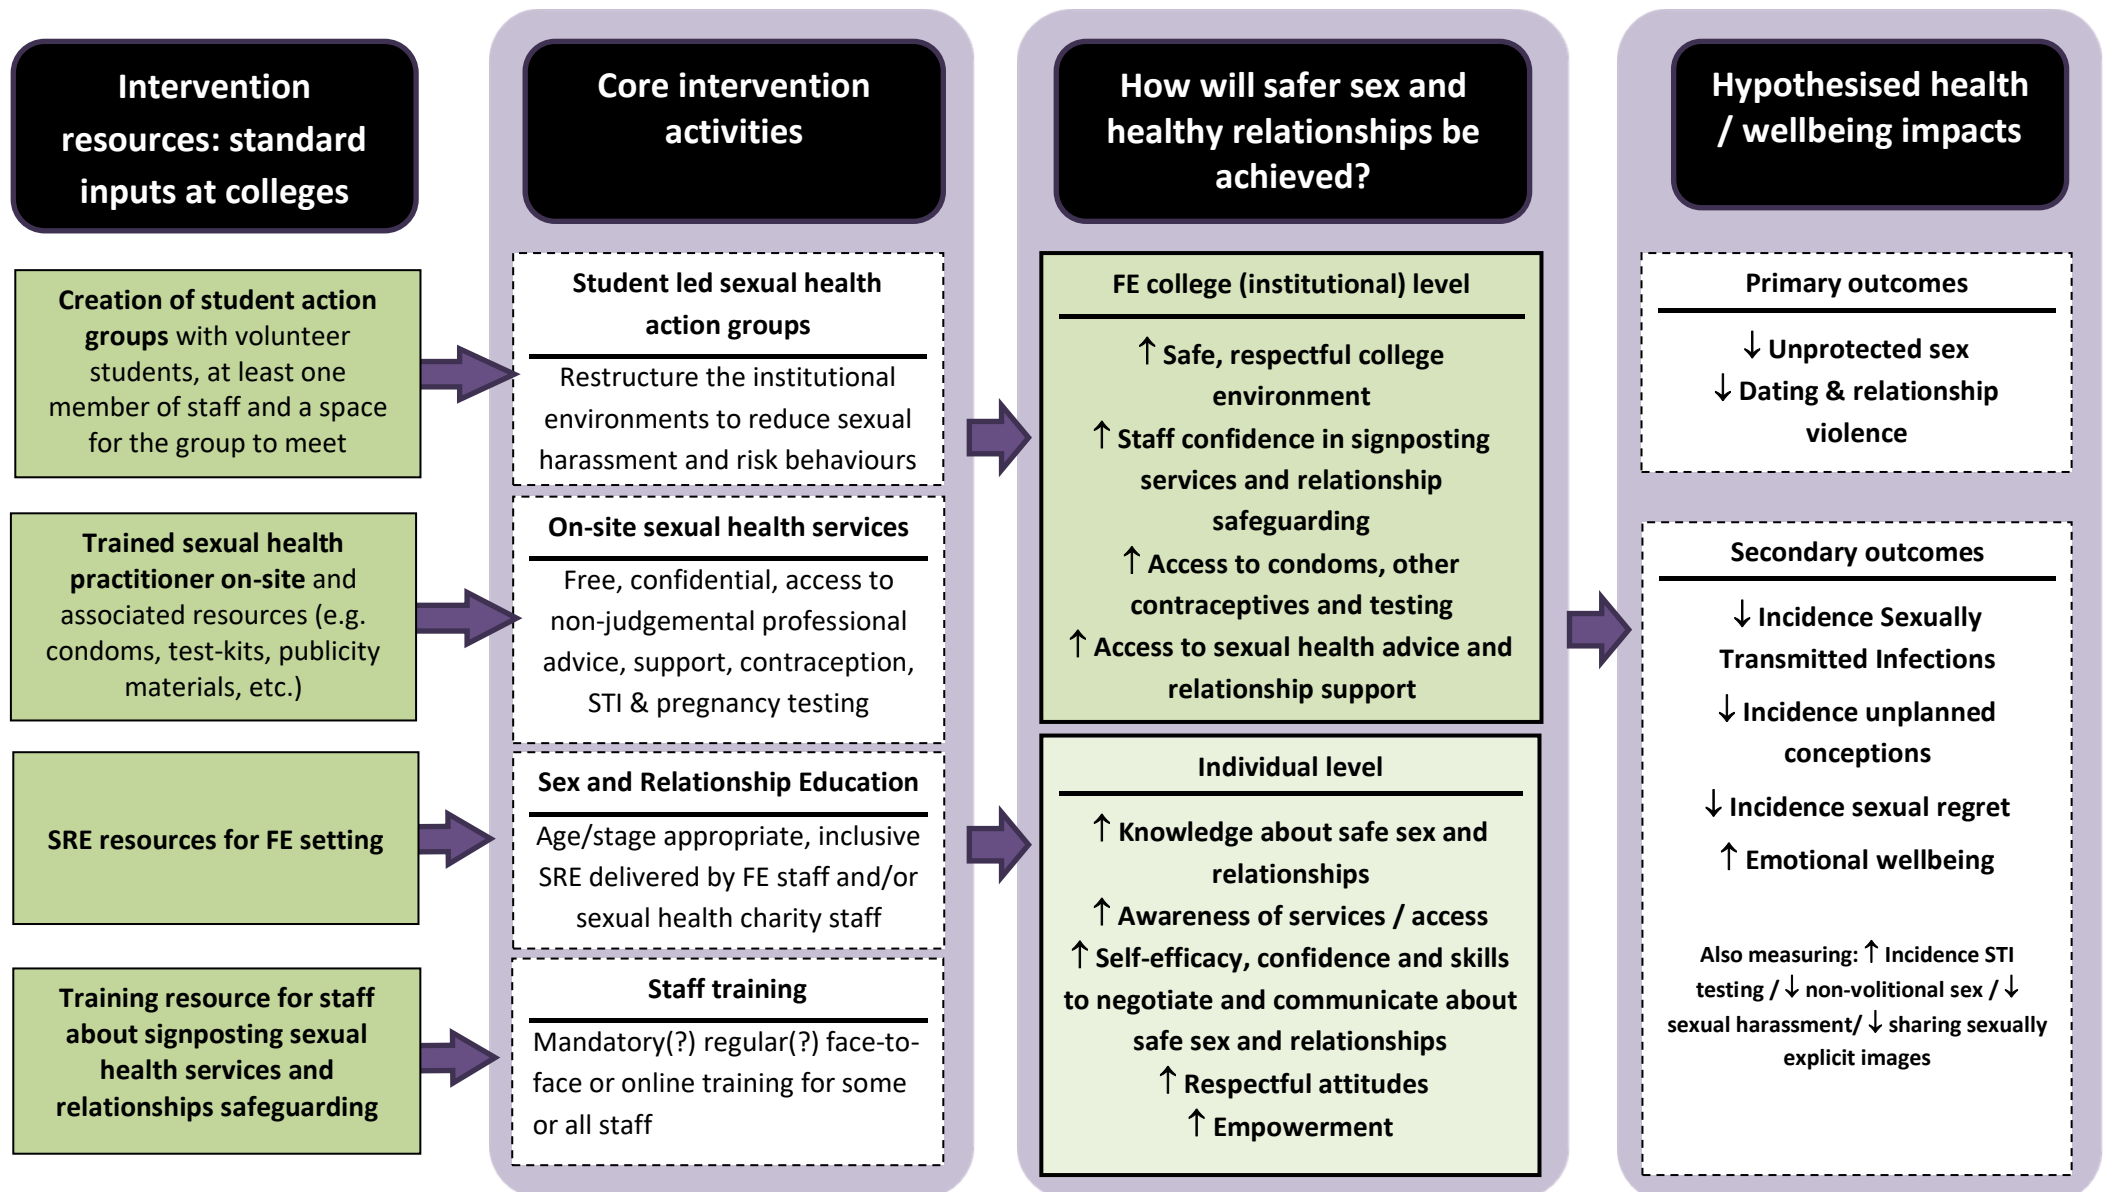 Intervention
resources: standard
inputs at colleges
Creation of student action
groups with volunteer
students, at least one
member of staff and a space
for the group to meet
Trained sexual health
practitioner on-site and
associated resources (e.g.
condoms, test-kits, publicity
materials, etc.)
SRE resources for FE setting
Training resource for staff
about signposting sexual
health services and
relationships safeguarding
Core intervention
activities
Student led sexual health
action groups
Restructure the institutional
environments to reduce sexual
harassment and risk behaviours
On-site sexual health services
Free, confidential, access to
non-judgemental professional
advice, support, contraception,
STI & pregnancy testing
Sex and Relationship Education
Age/stage appropriate, inclusive
SRE delivered by FE staff and/or
sexual health charity staff
Staff training
Mandatory(?) regular(?) face-to-
face or online training for some
or all staff
How will safer sex and
healthy relationships be
achieved?
FE college (institutional) level
↑ Safe, respectful college
environment
↑ Staff confidence in signposting
services and relationship
safeguarding
↑ Access to condoms, other
contraceptives and testing
↑ Access to sexual health advice and
relationship support
Individual level
↑ Knowledge about safe sex and
relationships
↑ Awareness of services / access
↑ Self-efficacy, confidence and skills
to negotiate and communicate about
safe sex and relationships
↑ Respectful attitudes
↑ Empowerment
Hypothesised health
/ wellbeing impacts
Primary outcomes
↓ Unprotected sex
↓ Dating & relationship
violence
Secondary outcomes
↓ Incidence Sexually
Transmitted Infections
↓ Incidence unplanned
conceptions
↓ Incidence sexual regret
↑ Emotional wellbeing
Also measuring: ↑ Incidence STI
testing / ↓ non-volitional sex / ↓
sexual harassment/ ↓ sharing sexually
explicit images